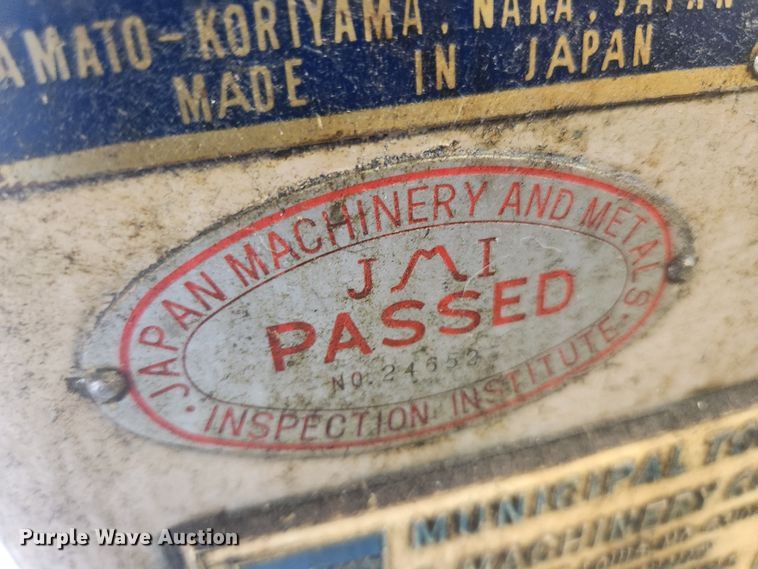 AMATO-KORIYAMA, NARA, JAPAN
MADE IN JAPAN
JAPAN MACHINERY AND METALS
JMI
PASSED
NO. 24653
· INSPECTION INSTITUTE ·
MUNICIPAL
MACHINERY
Purple Wave Auction